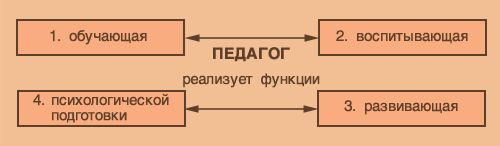 1. обучающая
2. воспитывающая
ПЕДАГОГ
реализует функции
4. психологической
подготовки
3. развивающая